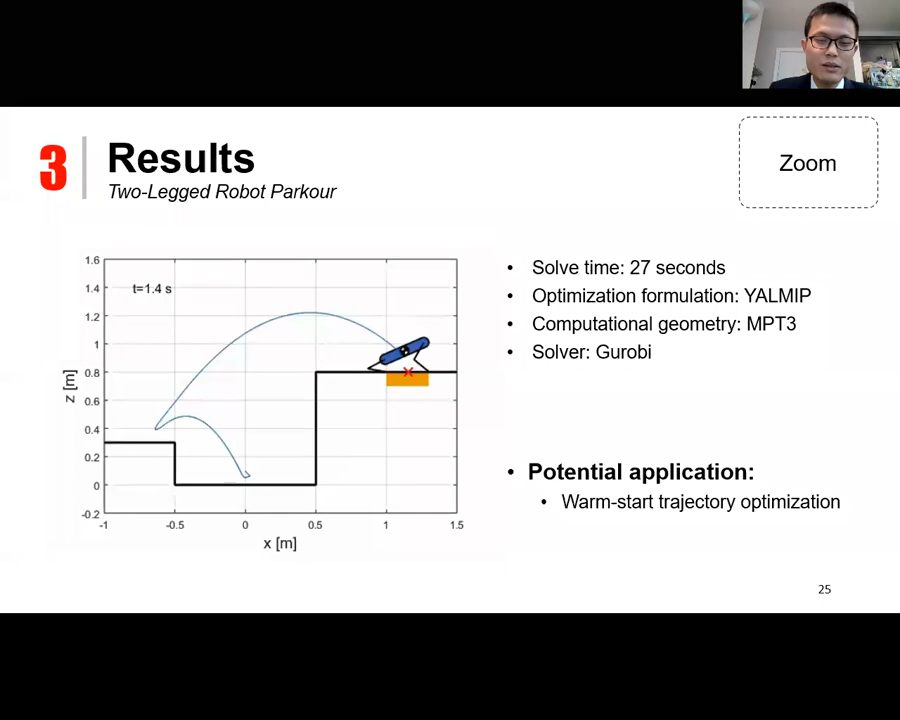 3
Results
Two-Legged Robot Parkour
Zoom
1.6
1.4
1.2
1
0.8
0.6
0.4
0.2
0
-0.2
t=1.4 s
z [m]
-1
-0.5
0
0.5
1
1.5
x [m]
• Solve time: 27 seconds
• Optimization formulation: YALMIP
• Computational geometry: MPT3
• Solver: Gurobi
• Potential application:
• Warm-start trajectory optimization
25